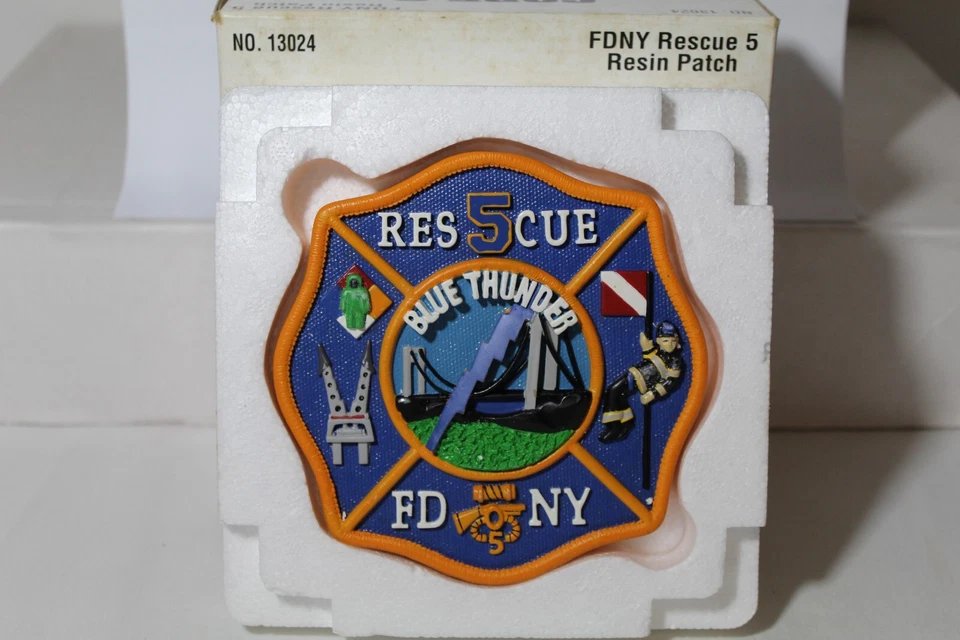 NO. 13024
FDNY Rescue 5
Resin Patch
RES5CUE
BLUE THUNDER
FD NY
5